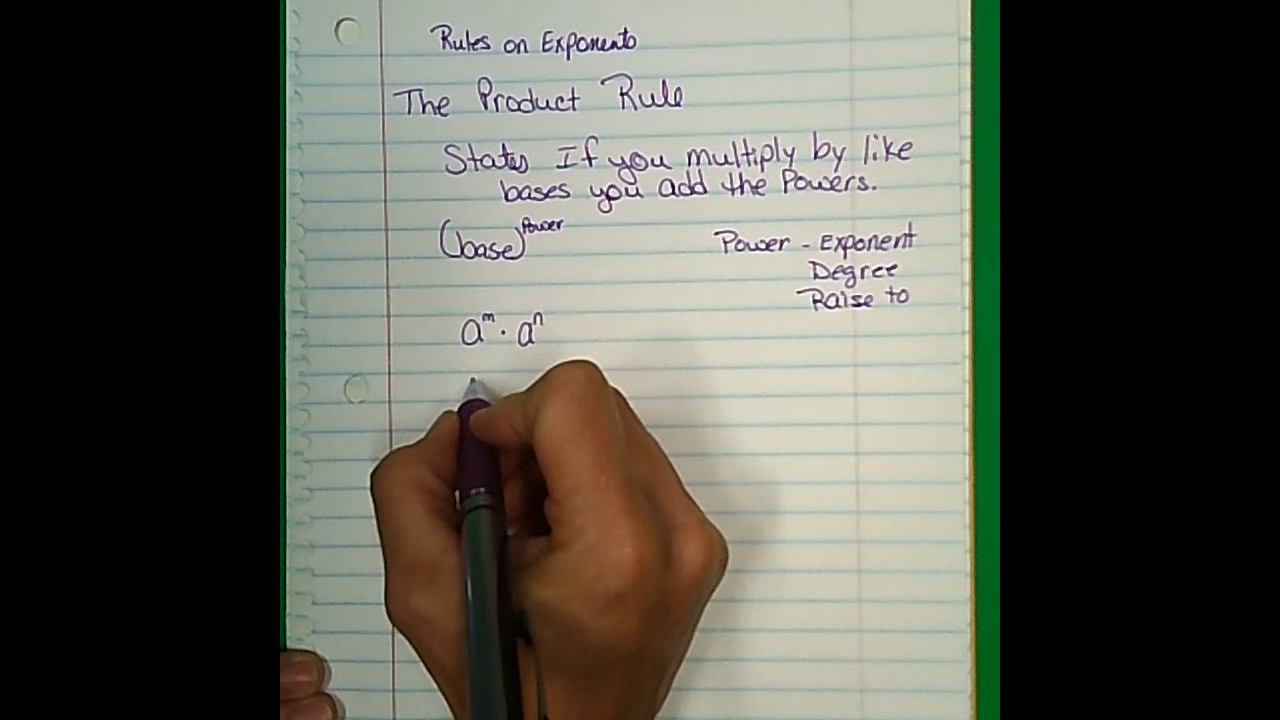 Rules on Exponents
The Product Rule
States If you multiply by like
bases you add the Powers.
(base)^Power
Power - Exponent
Degree
Raise to
a^m · a^n